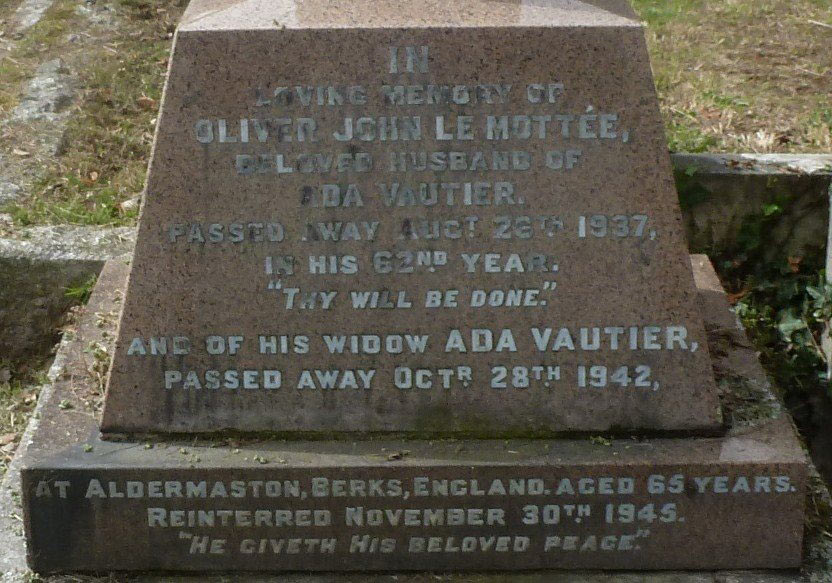 IN
LOVING MEMORY OF
OLIVER JOHN LE MOTTÉE,
BELOVED HUSBAND OF
ADA VAUTIER.
PASSED AWAY AUGT 26TH 1937,
IN HIS 62ND YEAR.
"THY WILL BE DONE."
AND OF HIS WIDOW ADA VAUTIER,
PASSED AWAY OCTR 28TH 1942,
AT ALDERMASTON, BERKS, ENGLAND. AGED 65 YEARS.
REINTERRED NOVEMBER 30TH 1945.
"HE GIVETH HIS BELOVED PEACE."